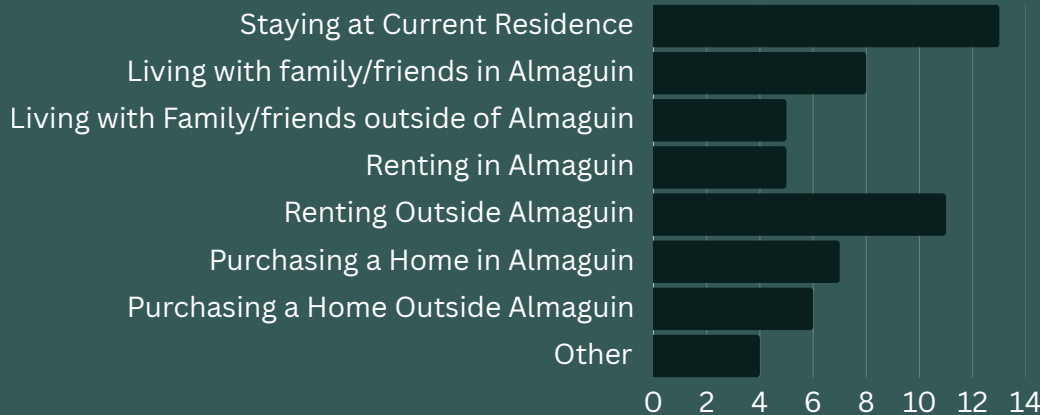 Staying at Current Residence
Living with family/friends in Almaguin
Living with Family/friends outside of Almaguin
Renting in Almaguin
Renting Outside Almaguin
Purchasing a Home in Almaguin
Purchasing a Home Outside Almaguin
Other
0 2 4 6 8 10 12 14